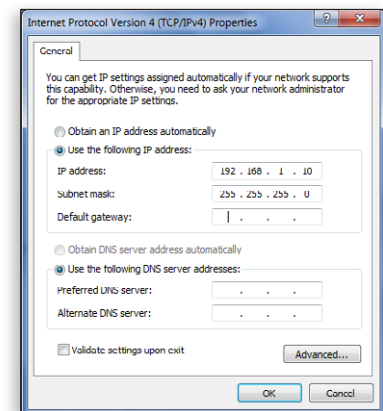 Internet Protocol Version 4 (TCP/IPv4) Properties
General
You can get IP settings assigned automatically if your network supports
this capability. Otherwise, you need to ask your network administrator
for the appropriate IP settings.
Obtain an IP address automatically
Use the following IP address:
IP address: 192 . 168 . 1 . 10
Subnet mask: 255 . 255 . 255 . 0
Default gateway: . . .
Obtain DNS server address automatically
Use the following DNS server addresses:
Preferred DNS server: . . .
Alternate DNS server: . . .
Validate settings upon exit
Advanced...
OK Cancel